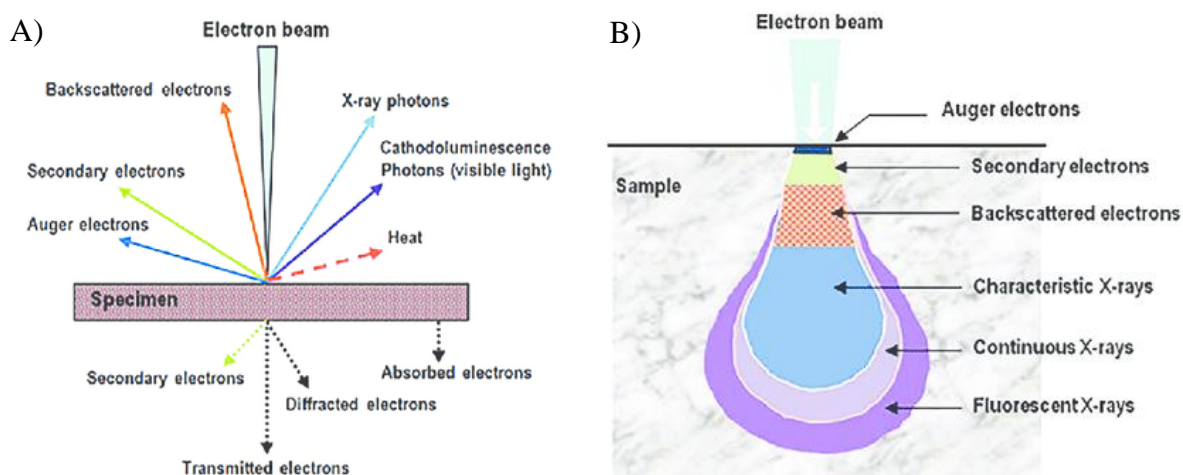 A)
Electron beam
Backscattered electrons
X-ray photons
Cathodoluminescence
Photons (visible light)
Secondary electrons
Auger electrons
Heat
Specimen
Secondary electrons
Absorbed electrons
Diffracted electrons
Transmitted electrons
B)
Electron beam
Auger electrons
Secondary electrons
Sample
Backscattered electrons
Characteristic X-rays
Continuous X-rays
Fluorescent X-rays